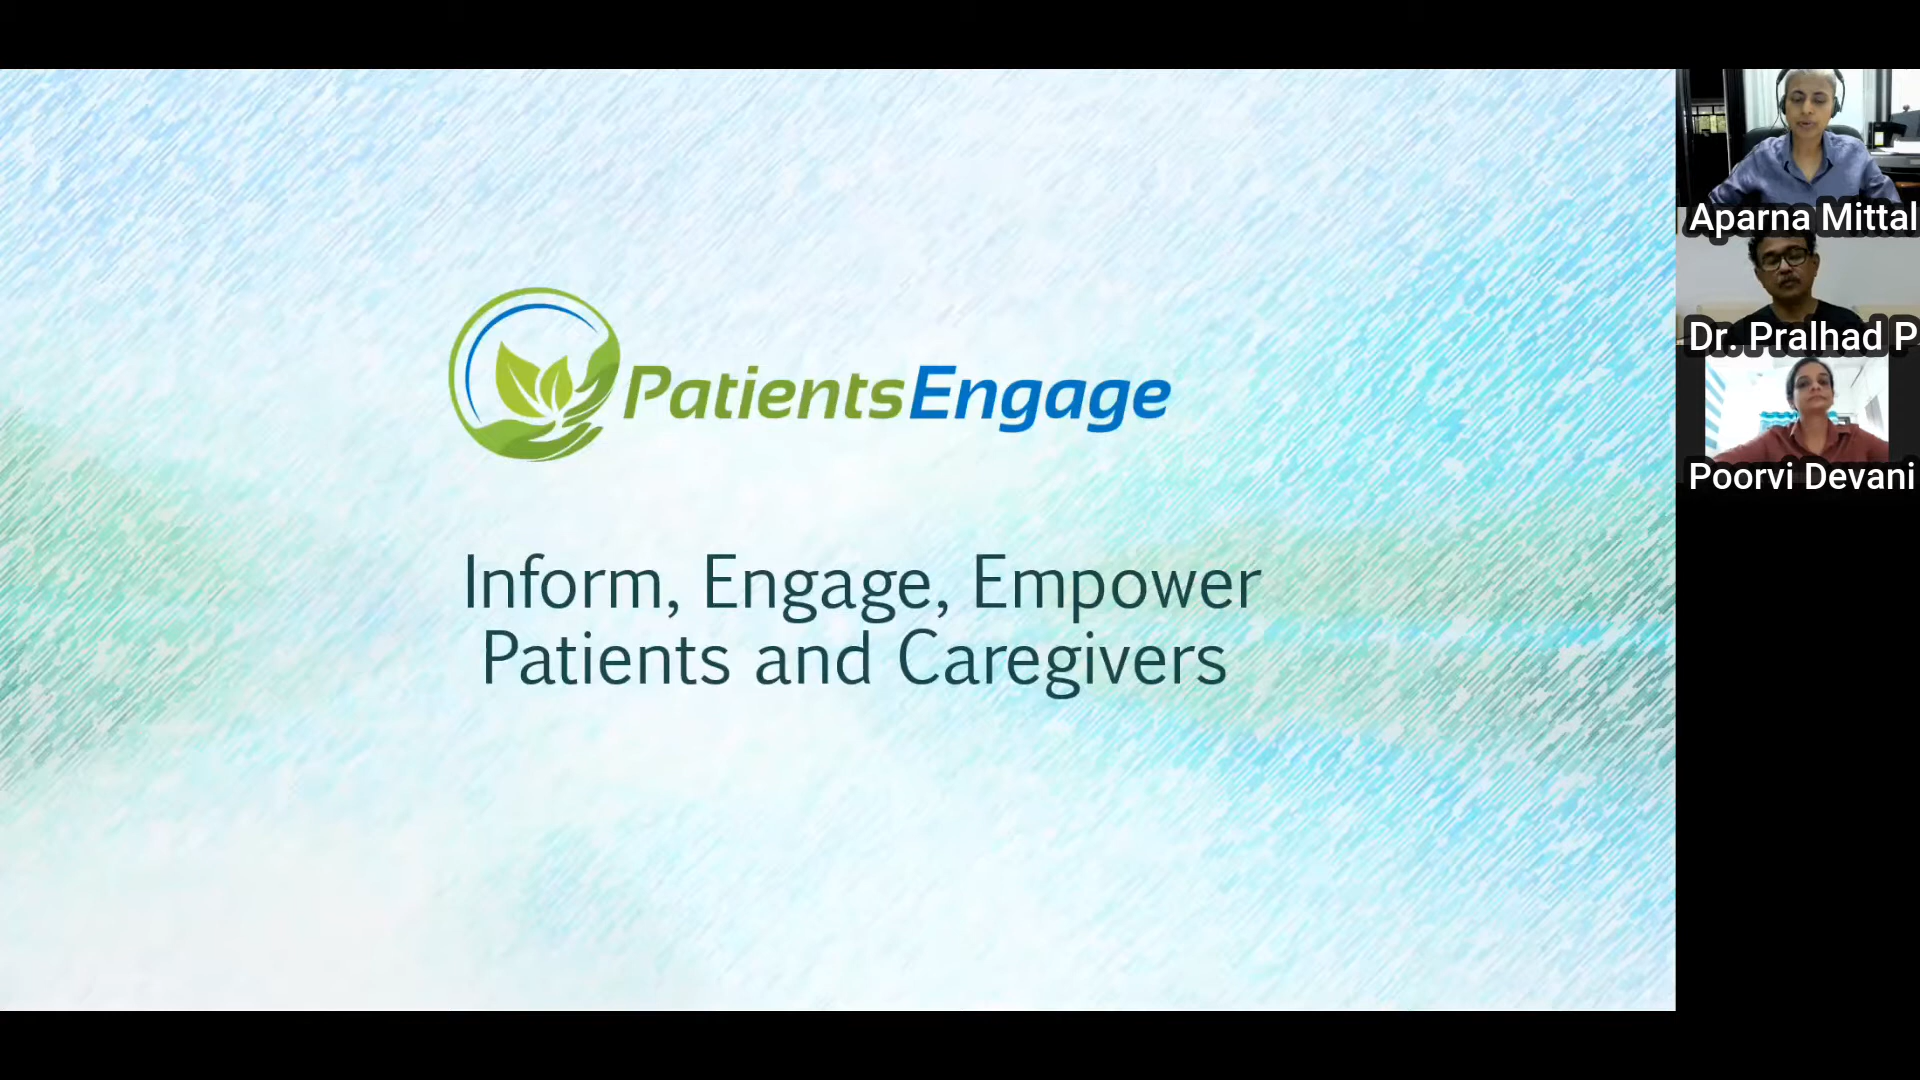 PatientsEngage
Inform, Engage, Empower
Patients and Caregivers
Aparna Mittal
Dr. Pralhad P
Poorvi Devani